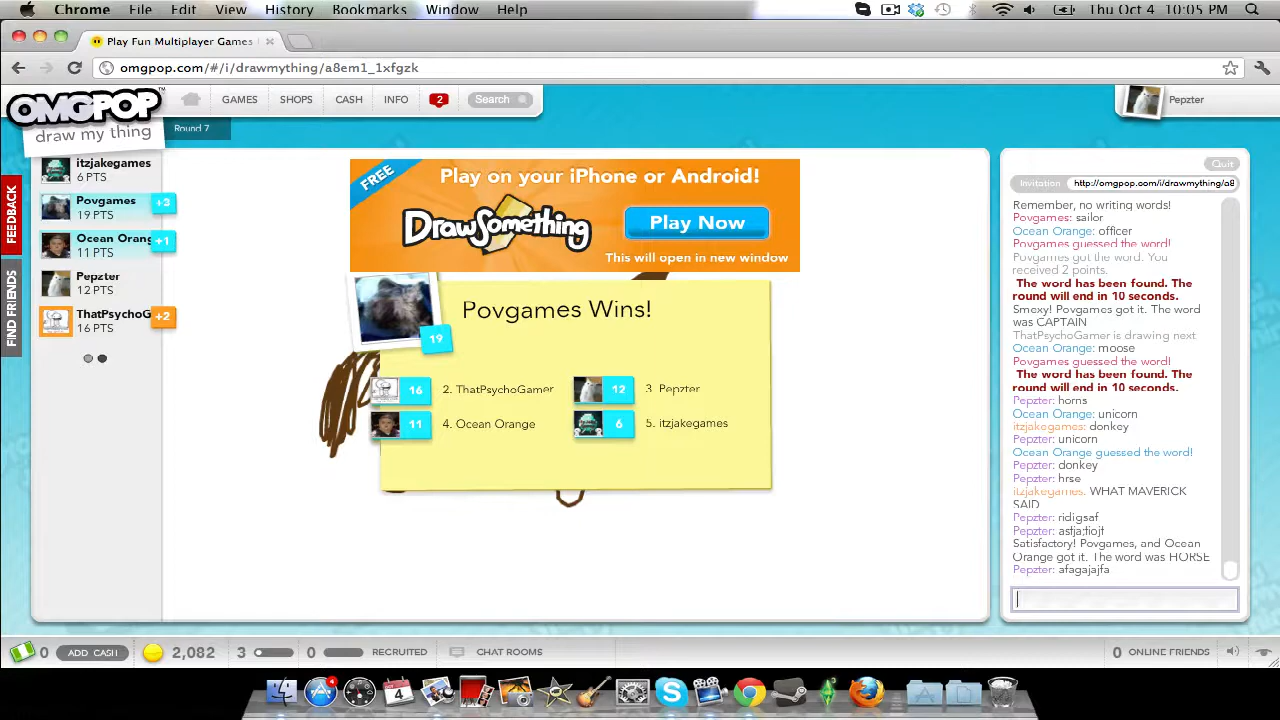 Chrome File Edit View History Bookmarks Window Help Thu Oct 4 10:05 PM
Play Fun Multiplayer Games
omgpop.com/#/i/drawmything/a8em1_1xfgzk
OMGPOP
draw my thing
GAMES SHOPS CASH INFO 2 Search
Pepzter
Round 7
FEEDBACK
FIND FRIENDS
itzjakegames
6 PTS
Povgames
19 PTS
+3
Ocean Orang
11 PTS
+1
Pepzter
12 PTS
ThatPsychoG
16 PTS
+2
FREE
Play on your iPhone or Android!
DrawSomething
Play Now
This will open in new window
Povgames Wins!
19
16 2. ThatPsychoGamer 12 3. Pepzter
11 4. Ocean Orange 6 5. itzjakegames
Quit
Invitation http://omgpop.com/i/drawmything/a8
Remember, no writing words!
Povgames: sailor
Ocean Orange: officer
Povgames guessed the word!
Povgames got the word. You
received 2 points.
The word has been found. The
round will end in 10 seconds.
Smexy! Povgames got it. The word
was CAPTAIN
ThatPsychoGamer is drawing next
Ocean Orange: moose
Povgames guessed the word!
The word has been found. The
round will end in 10 seconds.
Pepzter: horns
Ocean Orange: unicorn
itzjakegames: donkey
Pepzter: unicorn
Ocean Orange guessed the word!
Pepzter: donkey
Pepzter: hrse
itzjakegames: WHAT MAVERICK
SAID
Pepzter: ridigsaf
Pepzter: astja;tiojt
Satisfactory! Povgames, and Ocean
Orange got it. The word was HORSE
Pepzter: afagajajfa
0 ADD CASH 2,082 3 0 RECRUITED CHAT ROOMS 0 ONLINE FRIENDS